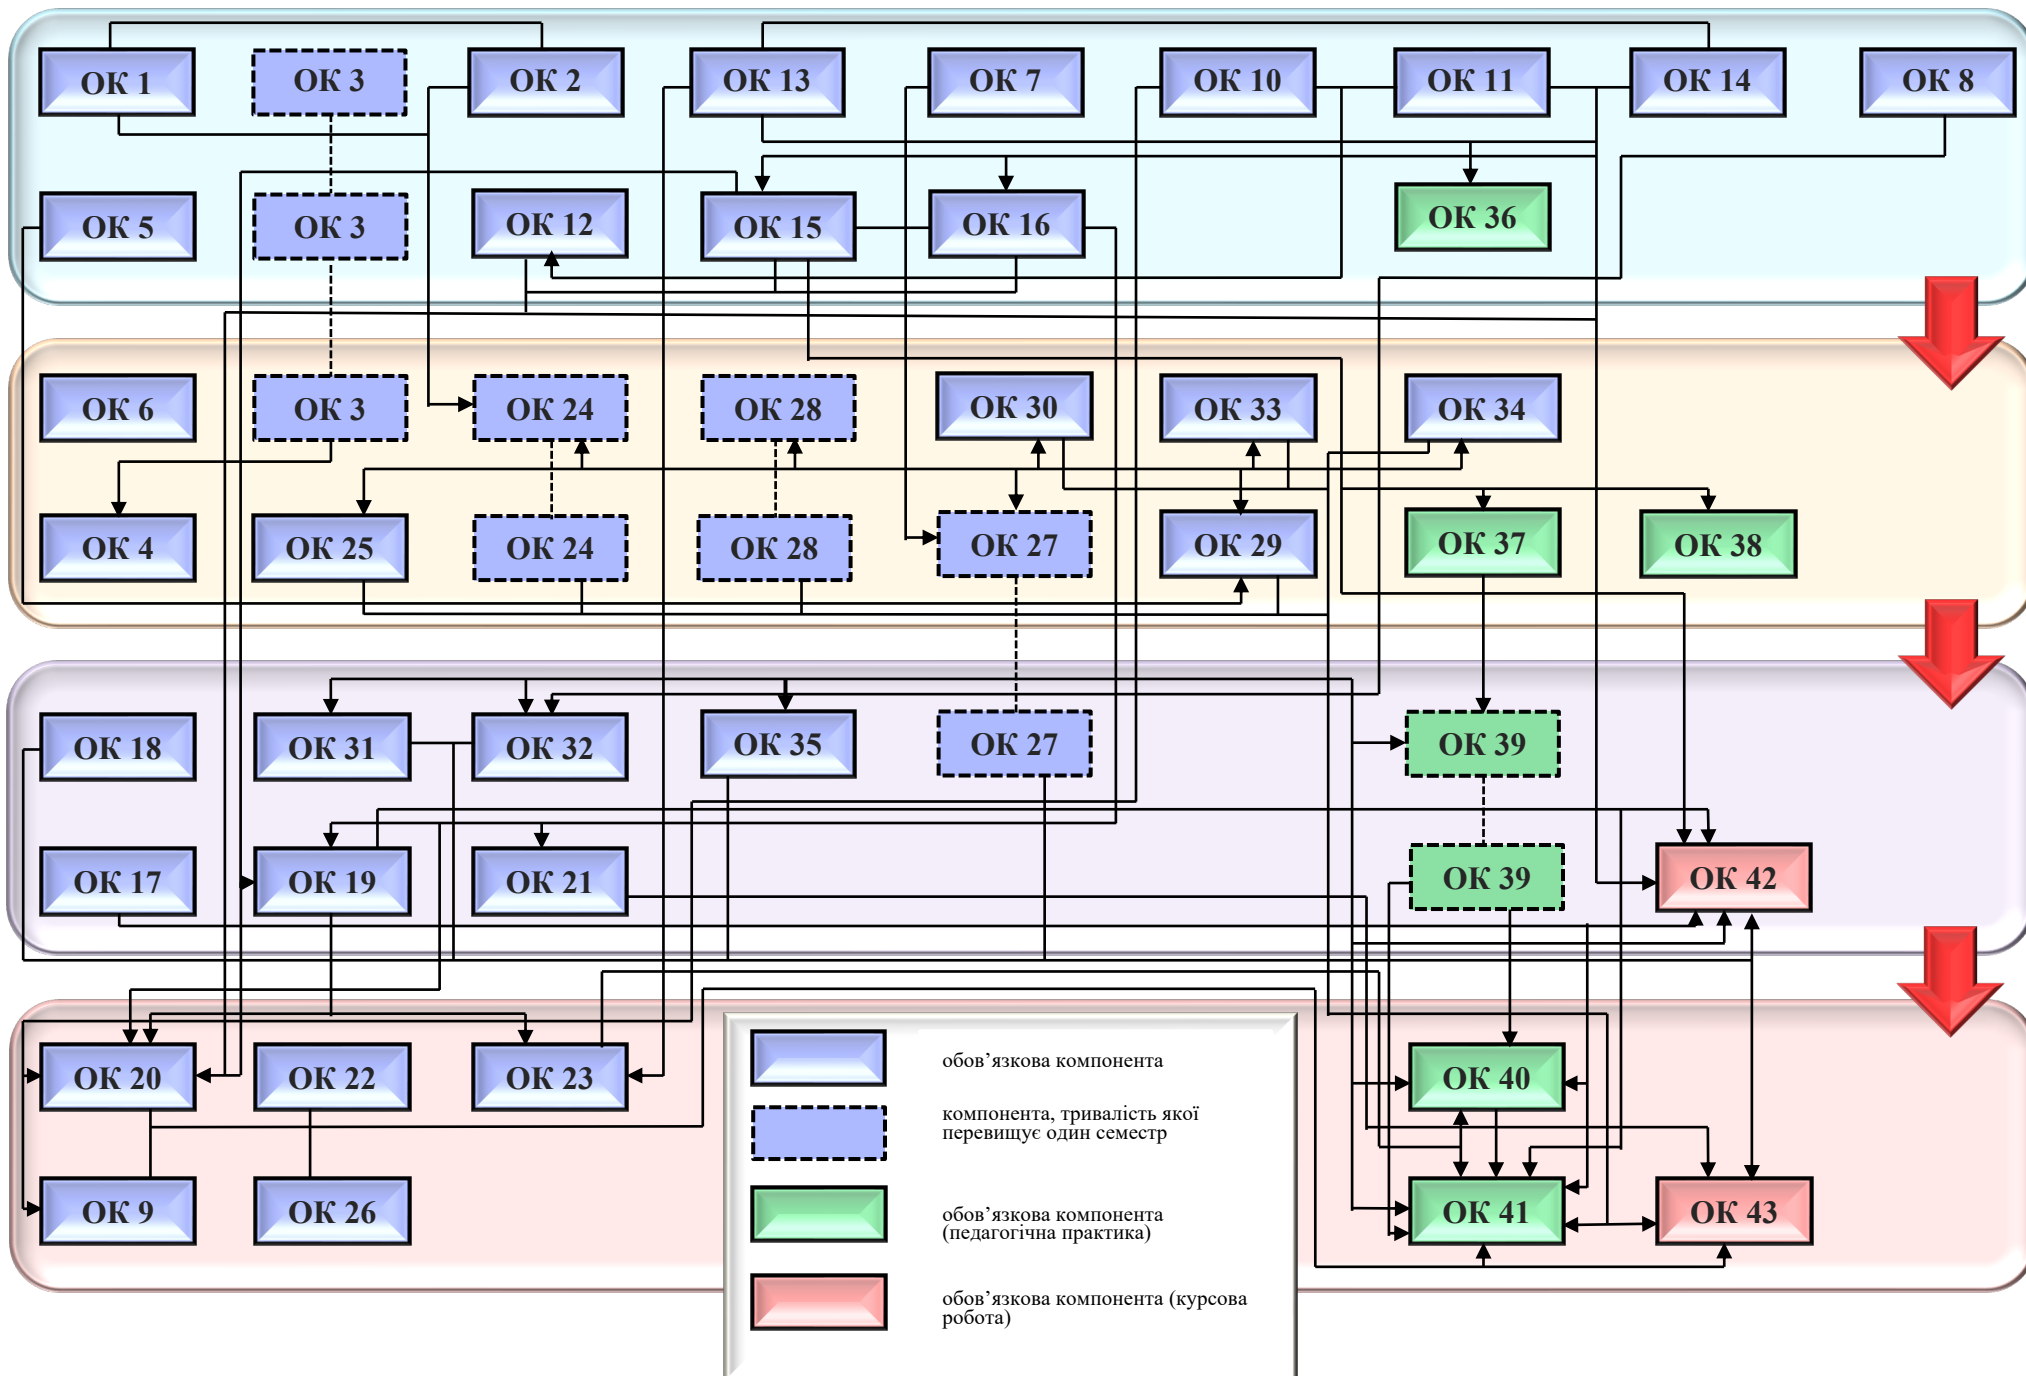 ОК 1
ОК 3
ОК 2
ОК 13
ОК 7
ОК 10
ОК 11
ОК 14
ОК 8
ОК 5
ОК 3
ОК 12
ОК 15
ОК 16
ОК 36
ОК 6
ОК 3
ОК 24
ОК 28
ОК 30
ОК 33
ОК 34
ОК 4
ОК 25
ОК 24
ОК 28
ОК 27
ОК 29
ОК 37
ОК 38
ОК 18
ОК 31
ОК 32
ОК 35
ОК 27
ОК 39
ОК 17
ОК 19
ОК 21
ОК 39
ОК 42
ОК 20
ОК 22
ОК 23
ОК 40
ОК 9
ОК 26
ОК 41
ОК 43
обов’язкова компонента
компонента, тривалість якої
перевищує один семестр
обов’язкова компонента
(педагогічна практика)
обов’язкова компонента (курсова
робота)